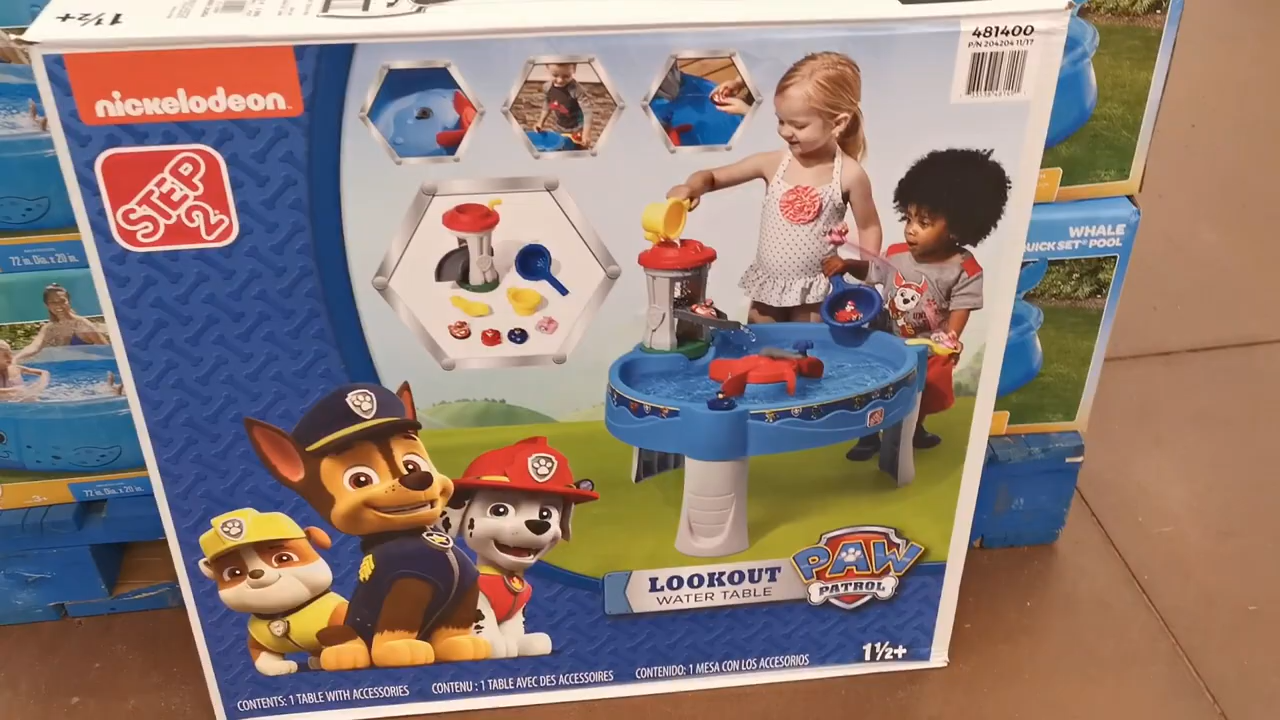 1½+
481400
P/N 204204 11/17
nickelodeon
STEP
2
WHALE
QUICK SET® POOL
72 in. Dia. x 20 in.
3+
72 in. Dia. x 20 in.
LOOKOUT
WATER TABLE
PAW
PATROL
1½+
CONTENTS: 1 TABLE WITH ACCESSORIES
CONTENU : 1 TABLE AVEC DES ACCESSOIRES
CONTENIDO: 1 MESA CON LOS ACCESORIOS